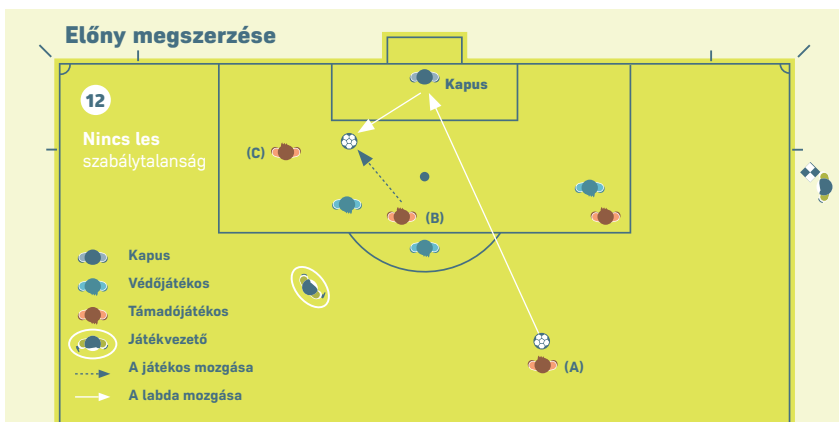 Előny megszerzése
12
Nincs les
szabálytalanság
Kapus
(C)
(B)
(A)
Kapus
Védőjátékos
Támadójátékos
Játékvezető
A játékos mozgása
A labda mozgása